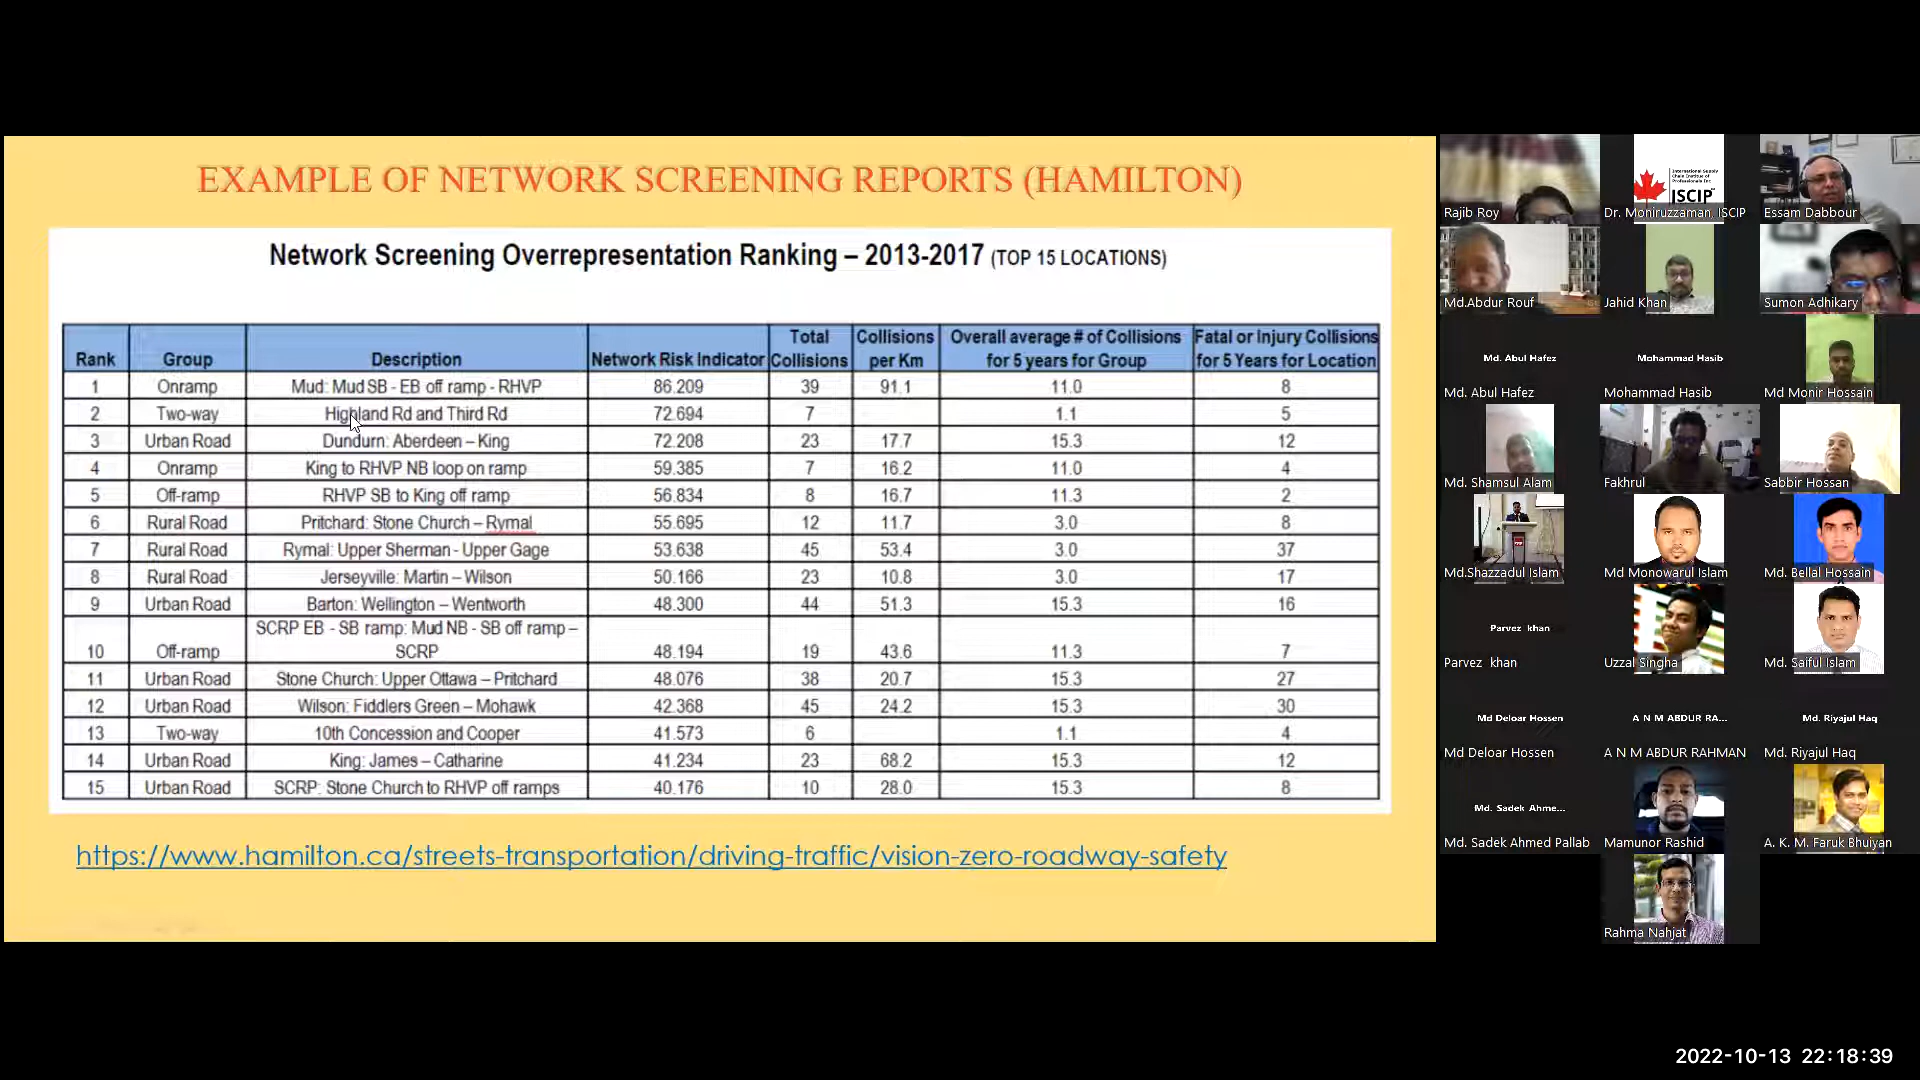 EXAMPLE OF NETWORK SCREENING REPORTS (HAMILTON)
Network Screening Overrepresentation Ranking – 2013-2017 (TOP 15 LOCATIONS)
Rank Group Description Network Risk Indicator Total Collisions Collisions per Km Overall average # of Collisions for 5 years for Group Fatal or Injury Collisions for 5 Years for Location
1 Onramp Mud: Mud SB - EB off ramp - RHVP 86.209 39 91.1 11.0 8
2 Two-way Highland Rd and Third Rd 72.694 7 1.1 5
3 Urban Road Dundurn: Aberdeen – King 72.208 23 17.7 15.3 12
4 Onramp King to RHVP NB loop on ramp 59.385 7 16.2 11.0 4
5 Off-ramp RHVP SB to King off ramp 56.834 8 16.7 11.3 2
6 Rural Road Pritchard: Stone Church – Rymal 55.695 12 11.7 3.0 8
7 Rural Road Rymal: Upper Sherman - Upper Gage 53.638 45 53.4 3.0 37
8 Rural Road Jerseyville: Martin – Wilson 50.166 23 10.8 3.0 17
9 Urban Road Barton: Wellington – Wentworth 48.300 44 51.3 15.3 16
10 Off-ramp SCRP EB - SB ramp: Mud NB - SB off ramp – SCRP 48.194 19 43.6 11.3 7
11 Urban Road Stone Church: Upper Ottawa – Pritchard 48.076 38 20.7 15.3 27
12 Urban Road Wilson: Fiddlers Green – Mohawk 42.368 45 24.2 15.3 30
13 Two-way 10th Concession and Cooper 41.573 6 1.1 4
14 Urban Road King: James – Catharine 41.234 23 68.2 15.3 12
15 Urban Road SCRP: Stone Church to RHVP off ramps 40.176 10 28.0 15.3 8
https://www.hamilton.ca/streets-transportation/driving-traffic/vision-zero-roadway-safety
International Supply
Chain Institute of
Professionals Inc
ISCIP
Rajib Roy
Dr. Moniruzzaman, ISCIP
Essam Dabbour
Md.Abdur Rouf
Jahid Khan
Sumon Adhikary
Md. Abul Hafez
Mohammad Hasib
Md. Abul Hafez
Mohammad Hasib
Md Monir Hossain
Md. Shamsul Alam
Fakhrul
Sabbir Hossan
Md.Shazzadul Islam
Md Monowarul Islam
Md. Bellal Hossain
Parvez khan
Parvez khan
Uzzal Singha
Md. Saiful Islam
Md Deloar Hossen
A N M ABDUR RA...
Md. Riyajul Haq
Md Deloar Hossen
A N M ABDUR RAHMAN
Md. Riyajul Haq
Md. Sadek Ahme...
Md. Sadek Ahmed Pallab
Mamunor Rashid
A. K. M. Faruk Bhuiyan
Rahma Nahjat
2022-10-13 22:18:39